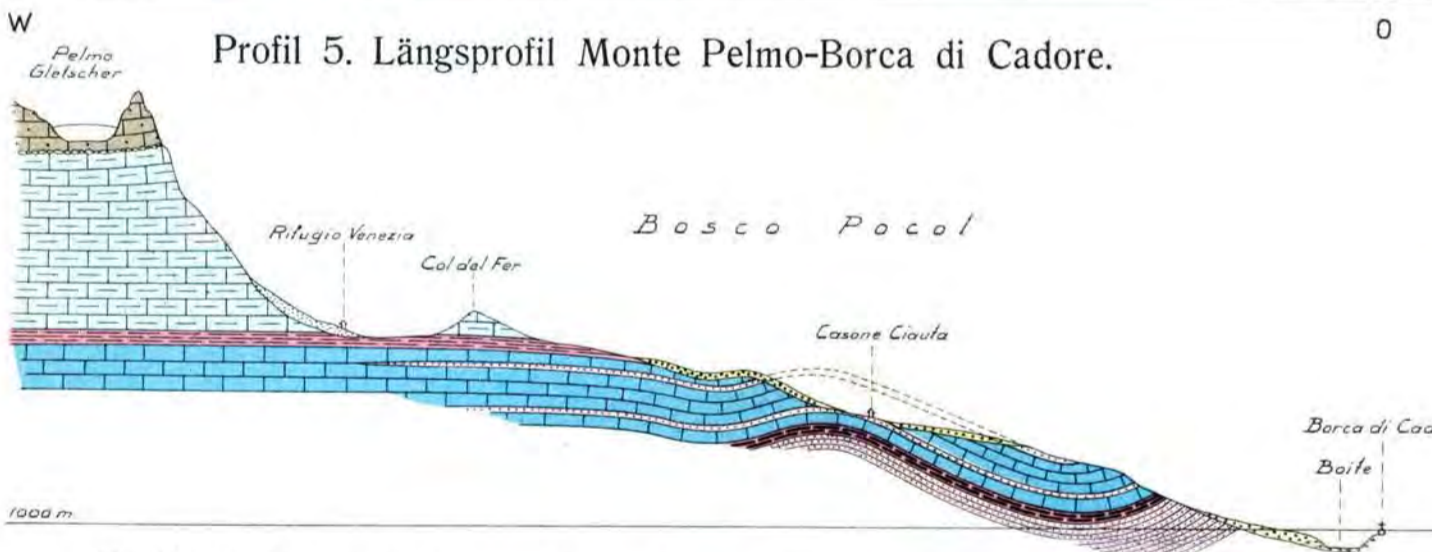 W
O
Profil 5. Längsprofil Monte Pelmo-Borca di Cadore.
Pelmo
Gletscher
Bosco Pocol
Rifugio Venezia
Col del Fer
Casone Ciauta
Borca di Cad
Boite
1000 m.